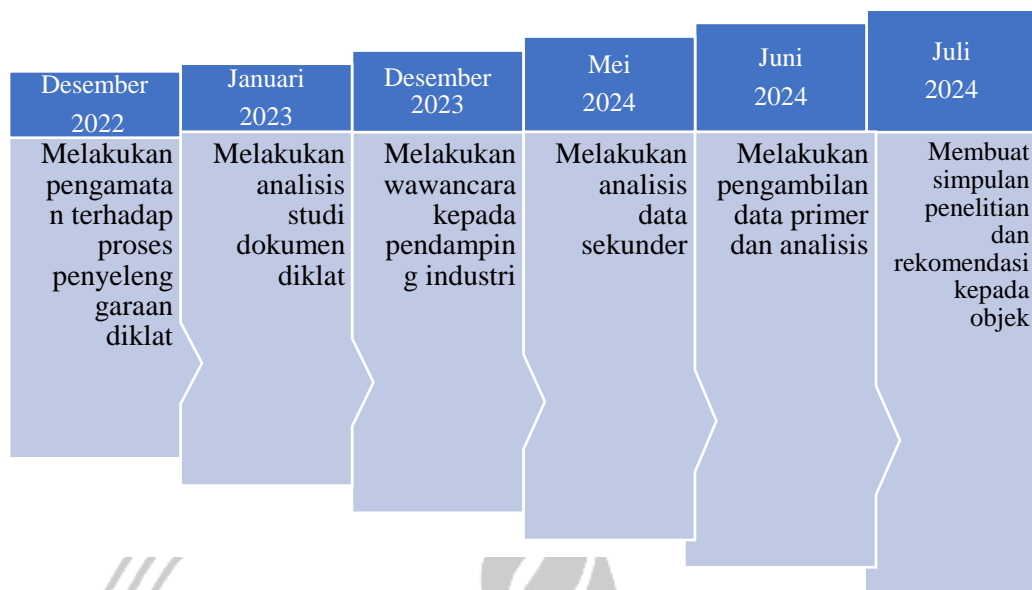 Desember
2022
Melakukan
pengamata
n terhadap
proses
penyeleng
garaan
diklat
Januari
2023
Melakukan
analisis
studi
dokumen
diklat
Desember
2023
Melakukan
wawancara
kepada
pendampin
g industri
Mei
2024
Melakukan
analisis
data
sekunder
Juni
2024
Melakukan
pengambilan
data primer
dan analisis
Juli
2024
Membuat
simpulan
penelitian
dan
rekomendasi
kepada
objek